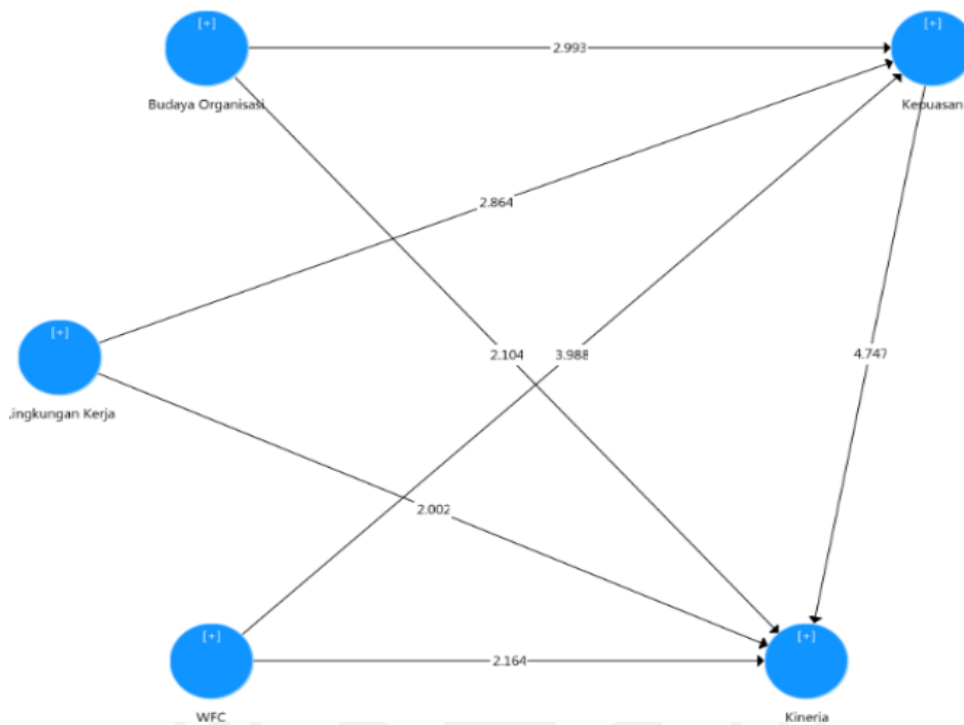 [+]
[+]
2.993
Budaya Organisasi
Kepuasan
2.864
[+]
2.104
3.988
4.747
Lingkungan Kerja
2.002
[+]
[+]
2.164
WFC
Kinerja